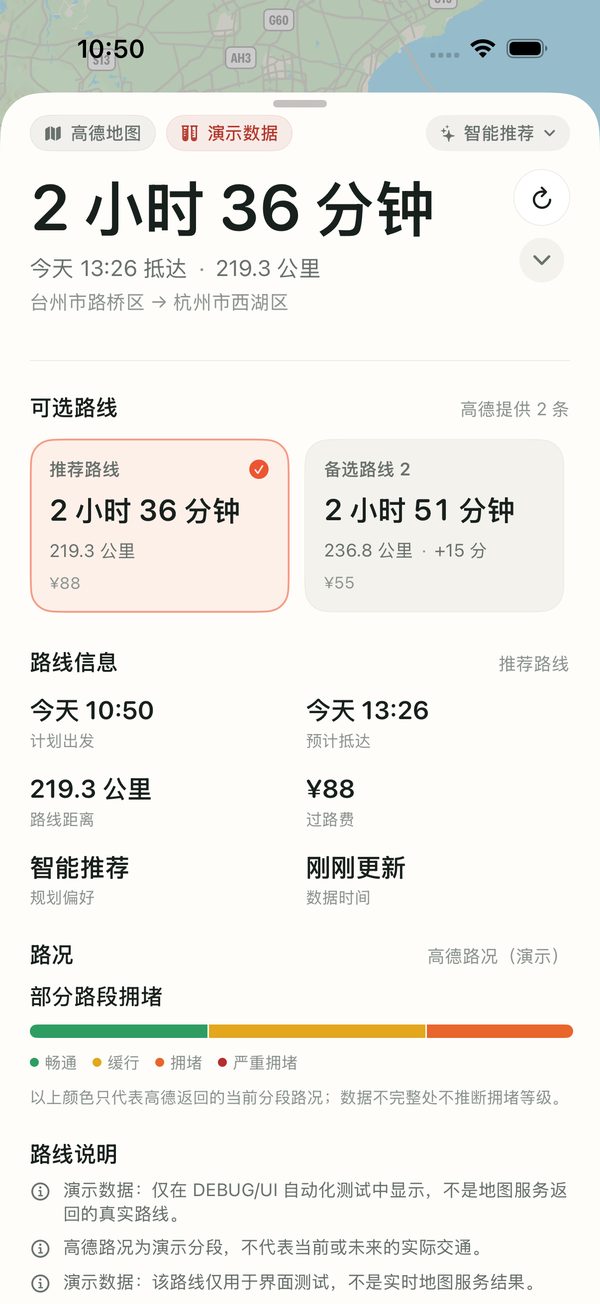 G60
10:50
S13
AH3
高德地图
演示数据
智能推荐
2 小时 36 分钟
今天 13:26 抵达 · 219.3 公里
台州市路桥区 → 杭州市西湖区
可选路线
高德提供 2 条
推荐路线
2 小时 36 分钟
219.3 公里
¥88
备选路线 2
2 小时 51 分钟
236.8 公里 · +15 分
¥55
路线信息
推荐路线
今天 10:50
计划出发
今天 13:26
预计抵达
219.3 公里
路线距离
¥88
过路费
智能推荐
规划偏好
刚刚更新
数据时间
路况
高德路况（演示）
部分路段拥堵
畅通 缓行 拥堵 严重拥堵
以上颜色只代表高德返回的当前分段路况；数据不完整处不推断拥堵等级。
路线说明
演示数据：仅在 DEBUG/UI 自动化测试中显示，不是地图服务返
回的真实路线。
高德路况为演示分段，不代表当前或未来的实际交通。
演示数据：该路线仅用于界面测试，不是实时地图服务结果。